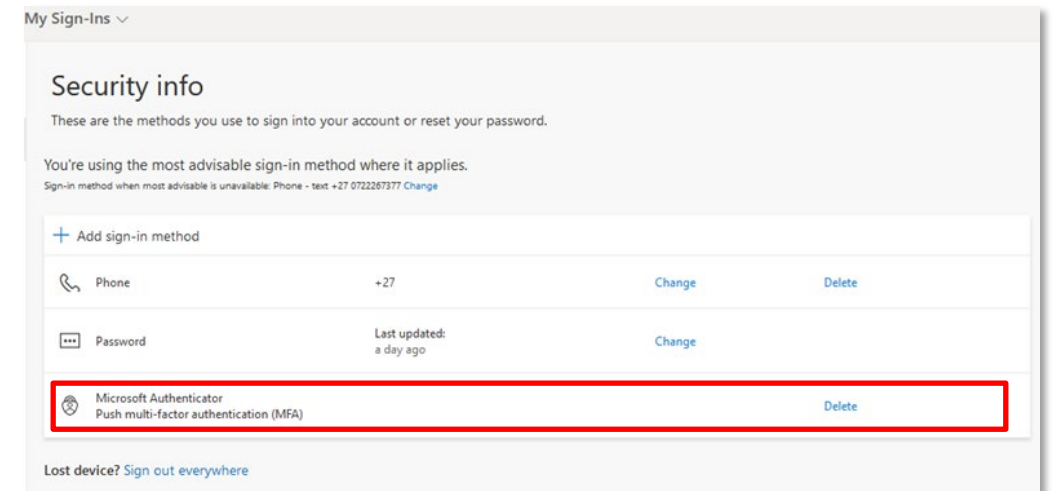 My Sign-Ins
Security info
These are the methods you use to sign into your account or reset your password.
You're using the most advisable sign-in method where it applies.
Sign-in method when most advisable is unavailable: Phone - text +27 0722267377 Change
Add sign-in method
Phone +27 Change Delete
Password Last updated: Change
a day ago
Microsoft Authenticator Delete
Push multi-factor authentication (MFA)
Lost device? Sign out everywhere